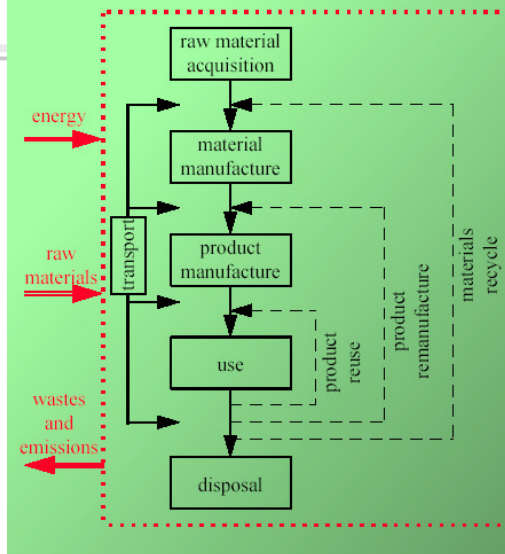 raw material
acquisition
energy
material
manufacture
transport
raw
materials
product
manufacture
use
product
reuse
product
remanufacture
materials
recycle
wastes
and
emissions
disposal